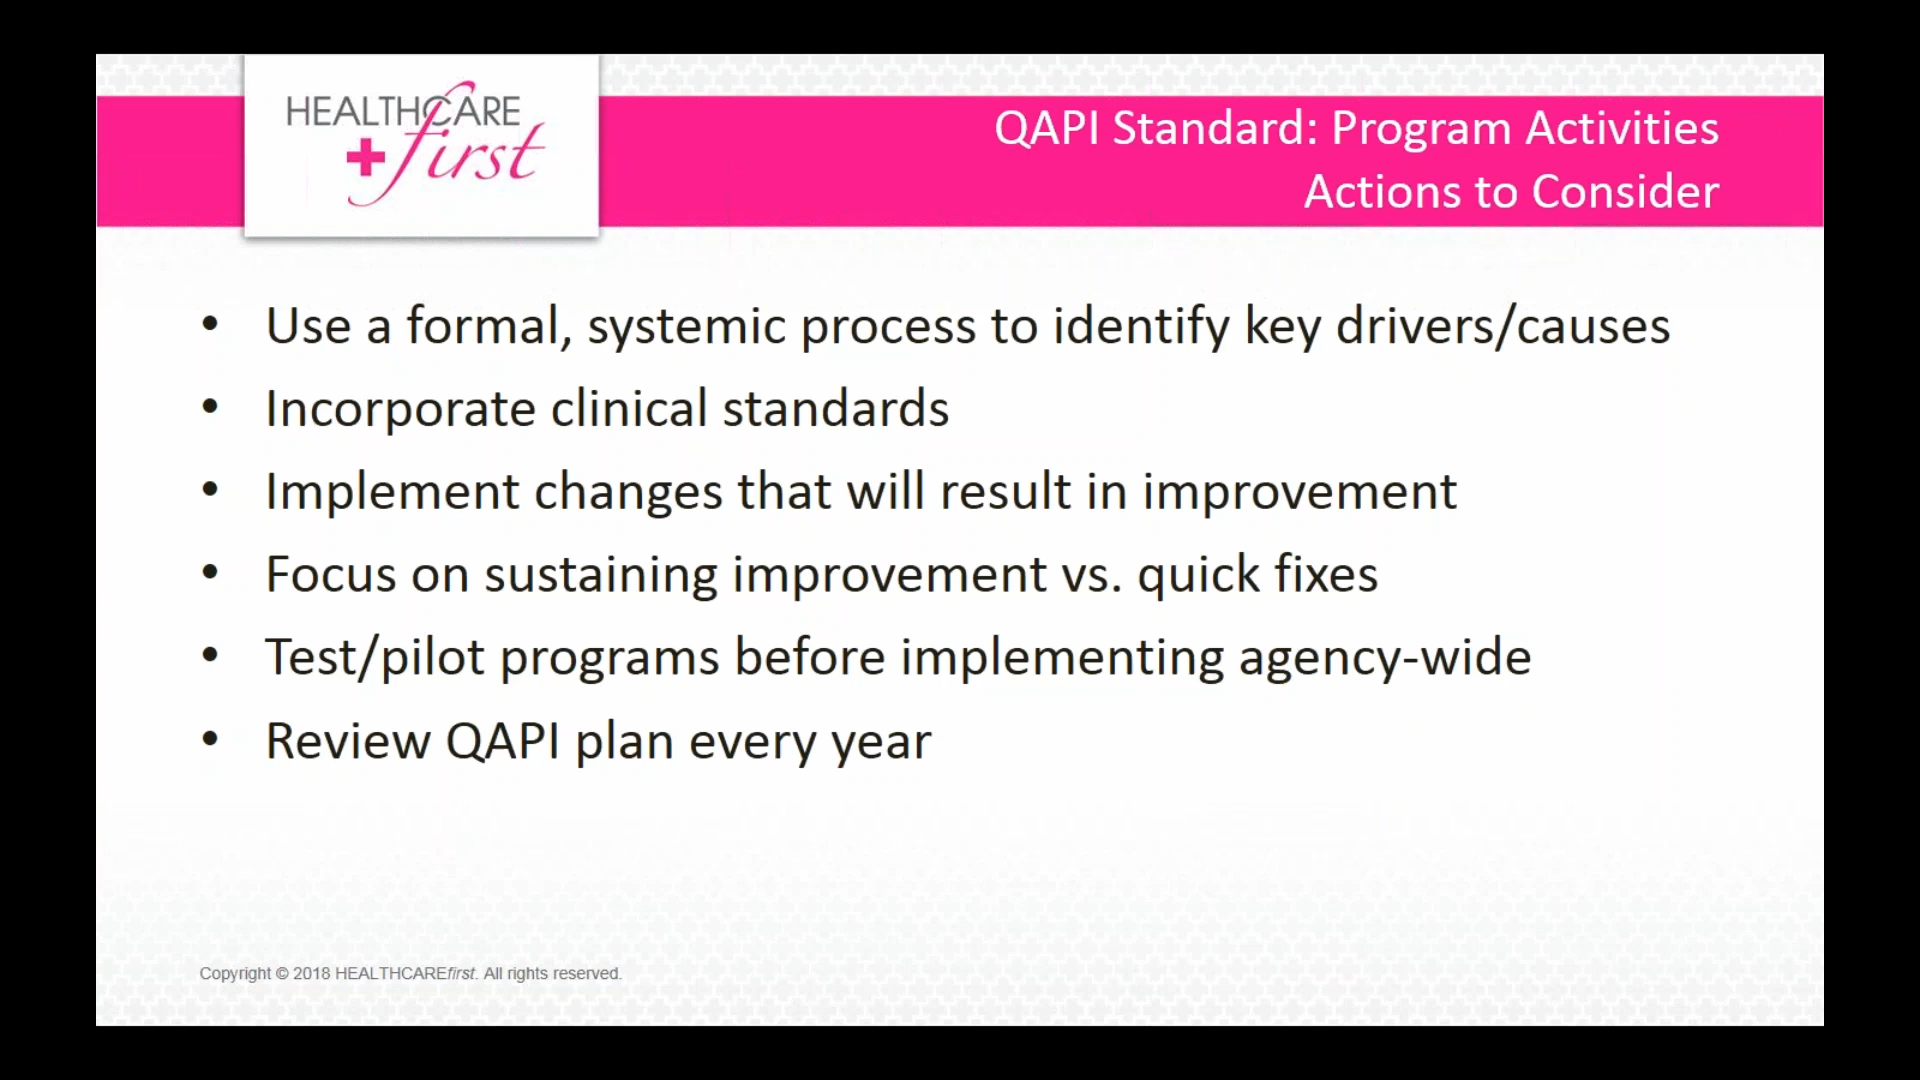 HEALTHCARE
first
QAPI Standard: Program Activities
Actions to Consider
• Use a formal, systemic process to identify key drivers/causes
• Incorporate clinical standards
• Implement changes that will result in improvement
• Focus on sustaining improvement vs. quick fixes
• Test/pilot programs before implementing agency-wide
• Review QAPI plan every year
Copyright © 2018 HEALTHCAREfirst. All rights reserved.